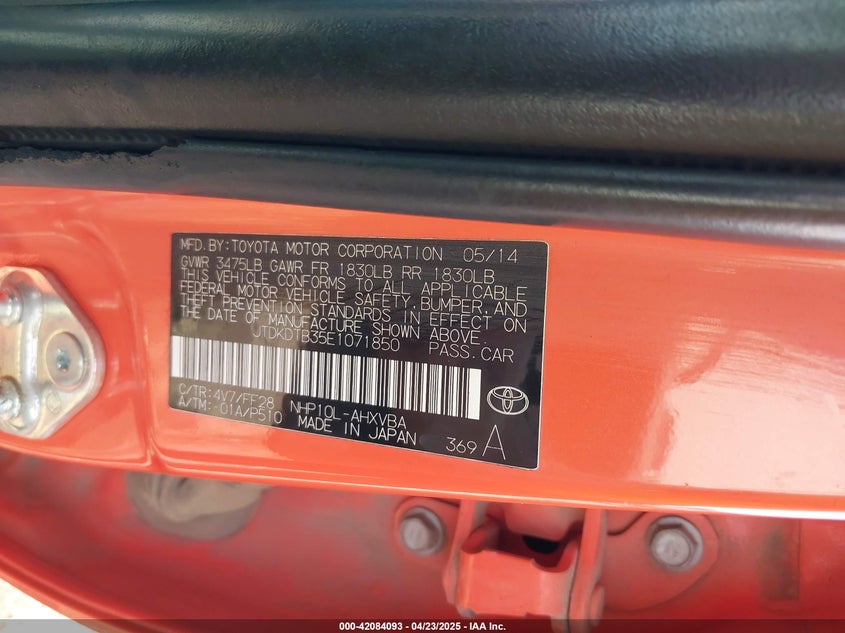 MFD. BY: TOYOTA MOTOR CORPORATION 05/14
GVWR 3475LB GAWR FR 1830LB RR 1830LB
THIS VEHICLE CONFORMS TO ALL APPLICABLE
FEDERAL MOTOR VEHICLE SAFETY, BUMPER, AND
THEFT PREVENTION STANDARDS IN EFFECT ON
THE DATE OF MANUFACTURE SHOWN ABOVE.
JTDKDTB35E1071850 PASS. CAR
C/TR: 4V7/FF28 NHP10L-AHXVBA
A/TM: -01A/P510 MADE IN JAPAN 369 A
000-42084093 - 04/23/2025 - IAA Inc.